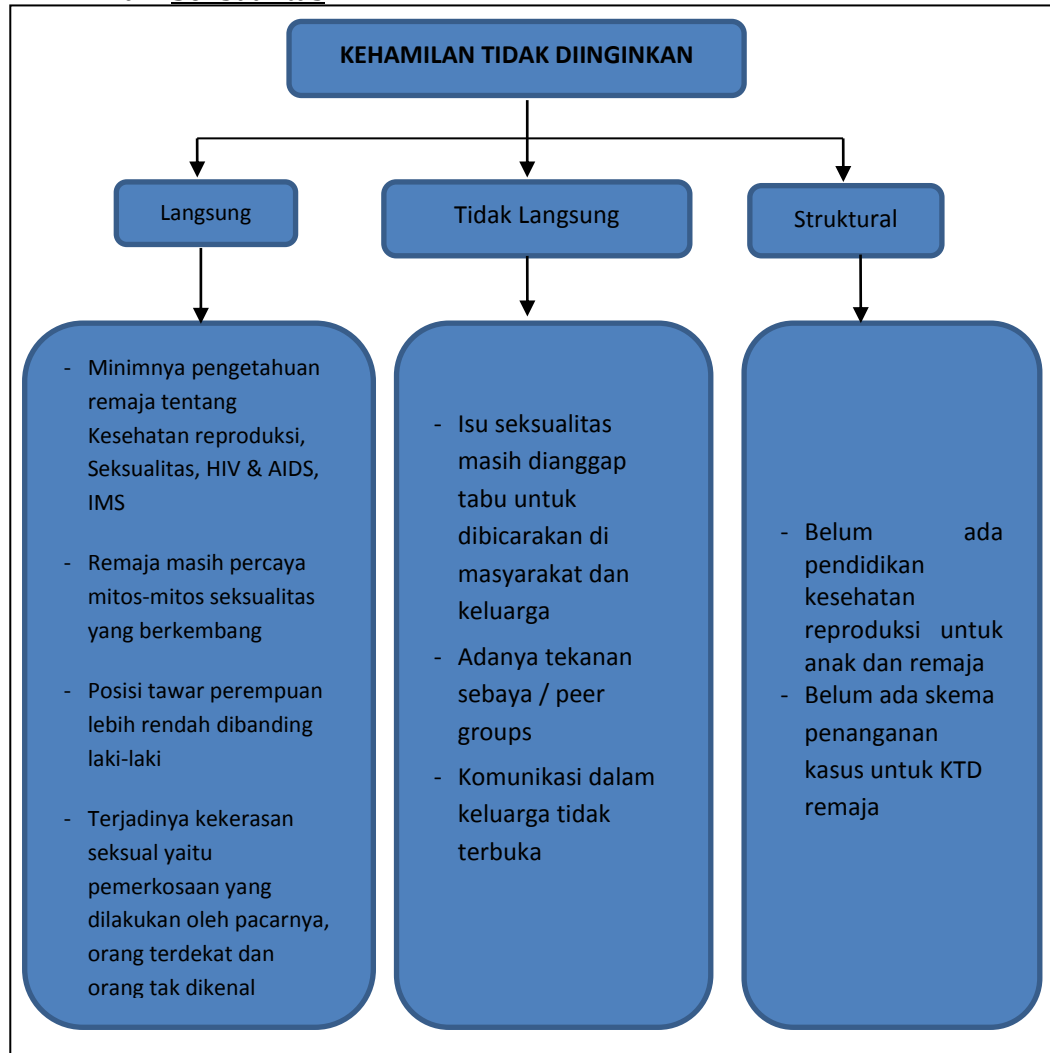 KEHAMILAN TIDAK DIINGINKAN
Langsung
Tidak Langsung
Struktural
- Minimnya pengetahuan
remaja tentang
Kesehatan reproduksi,
Seksualitas, HIV & AIDS,
IMS
- Remaja masih percaya
mitos-mitos seksualitas
yang berkembang
- Posisi tawar perempuan
lebih rendah dibanding
laki-laki
- Terjadinya kekerasan
seksual yaitu
pemerkosaan yang
dilakukan oleh pacarnya,
orang terdekat dan
orang tak dikenal
- Isu seksualitas
masih dianggap
tabu untuk
dibicarakan di
masyarakat dan
keluarga
- Adanya tekanan
sebaya / peer
groups
- Komunikasi dalam
keluarga tidak
terbuka
- Belum ada
pendidikan
kesehatan
reproduksi untuk
anak dan remaja
- Belum ada skema
penanganan
kasus untuk KTD
remaja